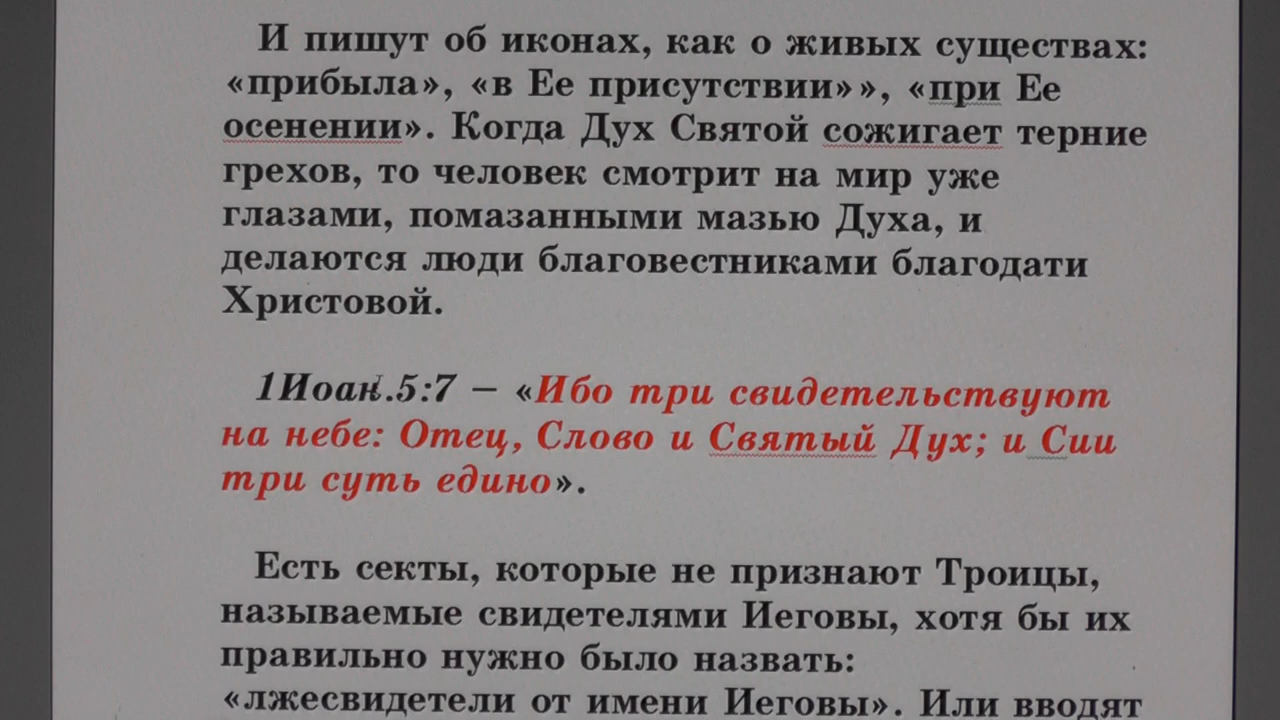 И пишут об иконах, как о живых существах:
«прибыла», «в Ее присутствии»», «при Ее
осенении». Когда Дух Святой сожигает терние
грехов, то человек смотрит на мир уже
глазами, помазанными мазью Духа, и
делаются люди благовестниками благодати
Христовой.
1Иоан.5:7 – «Ибо три свидетельствуют
на небе: Отец, Слово и Святый Дух; и Сии
три суть едино».
Есть секты, которые не признают Троицы,
называемые свидетелями Иеговы, хотя бы их
правильно нужно было назвать:
«лжесвидетели от имени Иеговы». Или вводят